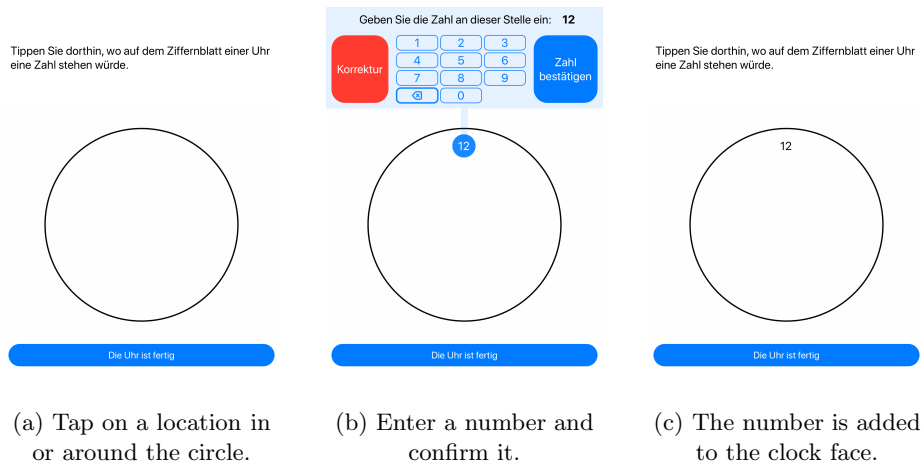 Tippen Sie dorthin, wo auf dem Ziffernblatt einer Uhr
eine Zahl stehen würde.
Die Uhr ist fertig
(a) Tap on a location in
or around the circle.
Geben Sie die Zahl an dieser Stelle ein: 12
Korrektur
1 2 3
4 5 6
7 8 9
0
Zahl
bestätigen
12
Die Uhr ist fertig
(b) Enter a number and
confirm it.
Tippen Sie dorthin, wo auf dem Ziffernblatt einer Uhr
eine Zahl stehen würde.
12
Die Uhr ist fertig
(c) The number is added
to the clock face.